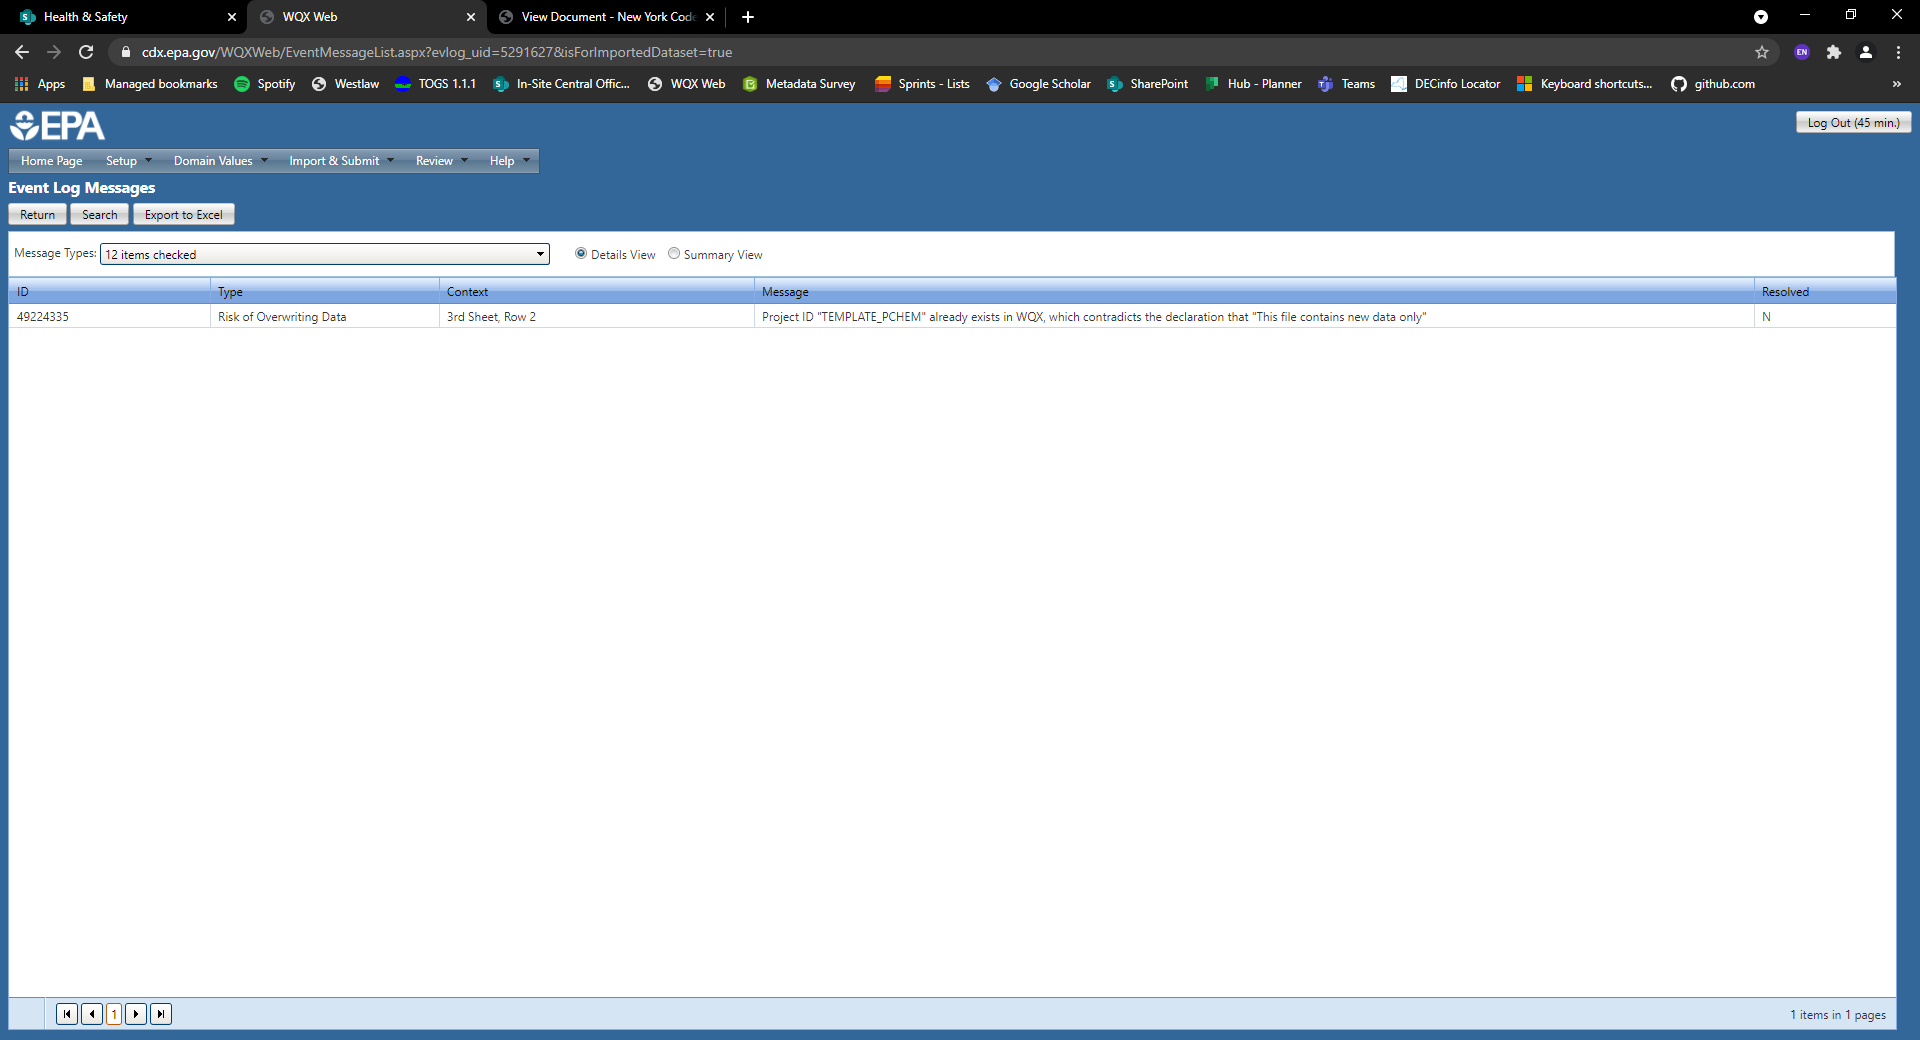 Health & Safety
WQX Web
View Document - New York Code
cdx.epa.gov/WQXWeb/EventMessageList.aspx?evlog_uid=5291627&isForImportedDataset=true
EN
Apps Managed bookmarks Spotify Westlaw TOGS 1.1.1 In-Site Central Offic... WQX Web Metadata Survey Sprints - Lists Google Scholar SharePoint Hub - Planner Teams DECinfo Locator Keyboard shortcuts... github.com »
EPA
Log Out (45 min.)
Home Page Setup Domain Values Import & Submit Review Help
Event Log Messages
Return Search Export to Excel
Message Types: 12 items checked Details View Summary View
ID Type Context Message Resolved
49224335 Risk of Overwriting Data 3rd Sheet, Row 2 Project ID "TEMPLATE_PCHEM" already exists in WQX, which contradicts the declaration that "This file contains new data only" N
1
1 items in 1 pages